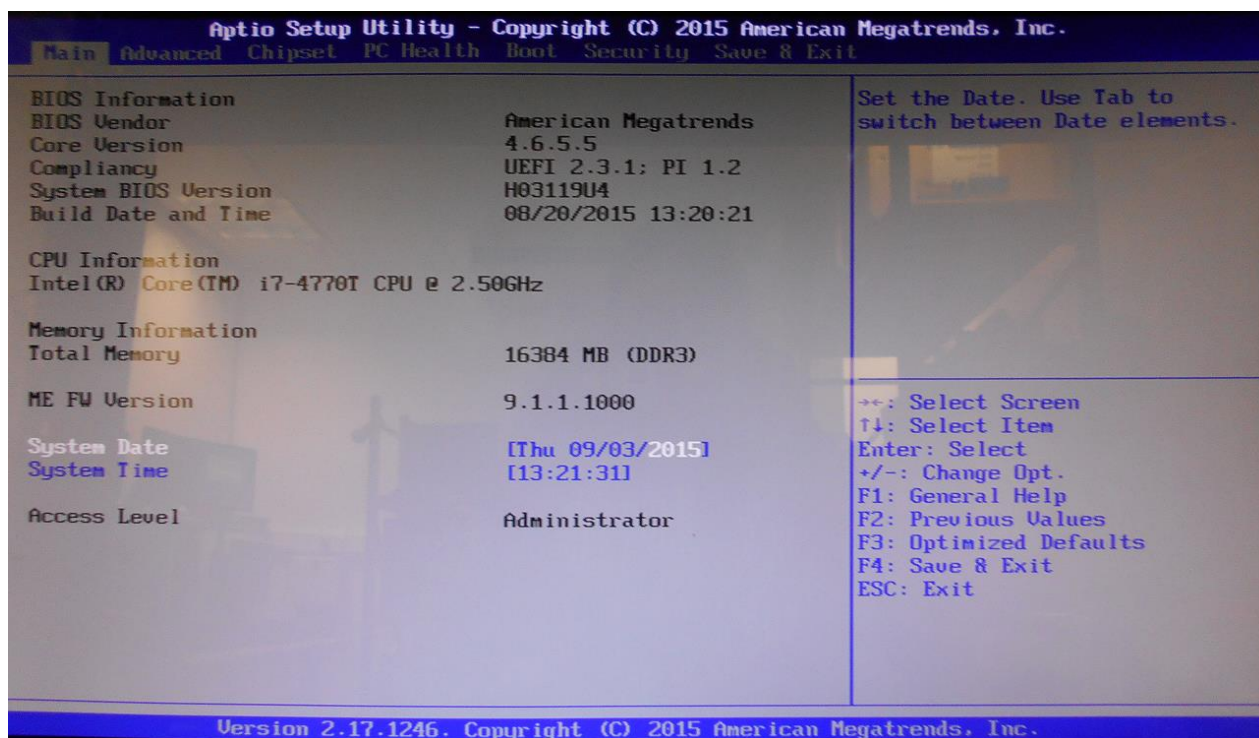 Aptio Setup Utility - Copyright (C) 2015 American Megatrends, Inc.
Main Advanced Chipset PC Health Boot Security Save & Exit
BIOS Information
BIOS Vendor American Megatrends
Core Version 4.6.5.5
Compliancy UEFI 2.3.1; PI 1.2
System BIOS Version H03119U4
Build Date and Time 08/20/2015 13:20:21
CPU Information
Intel(R) Core(TM) i7-4770T CPU @ 2.50GHz
Memory Information
Total Memory 16384 MB (DDR3)
ME FW Version 9.1.1.1000
System Date [Thu 09/03/2015]
System Time [13:21:31]
Access Level Administrator
Set the Date. Use Tab to
switch between Date elements.
→←: Select Screen
↑↓: Select Item
Enter: Select
+/-: Change Opt.
F1: General Help
F2: Previous Values
F3: Optimized Defaults
F4: Save & Exit
ESC: Exit
Version 2.17.1246. Copyright (C) 2015 American Megatrends, Inc.